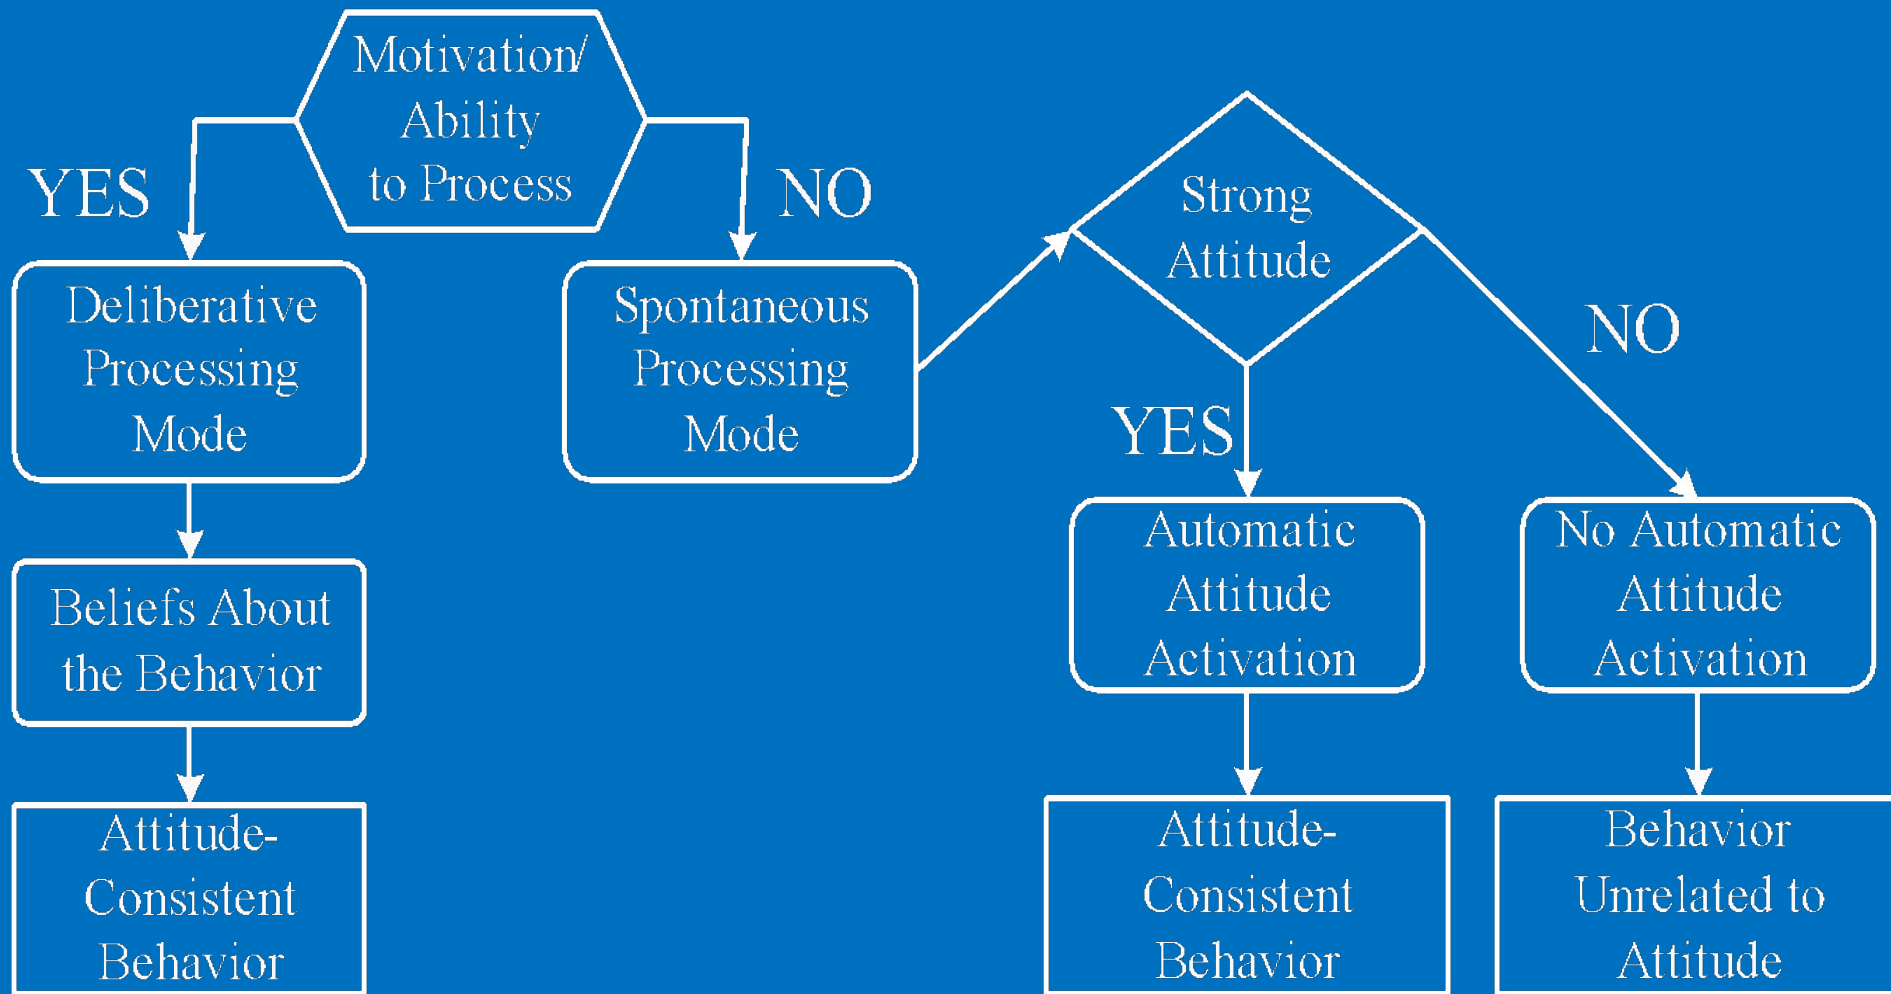 Motivation/
Ability
to Process
YES
NO
Deliberative
Processing
Mode
Spontaneous
Processing
Mode
Strong
Attitude
YES
NO
Beliefs About
the Behavior
Automatic
Attitude
Activation
No Automatic
Attitude
Activation
Attitude-
Consistent
Behavior
Attitude-
Consistent
Behavior
Behavior
Unrelated to
Attitude